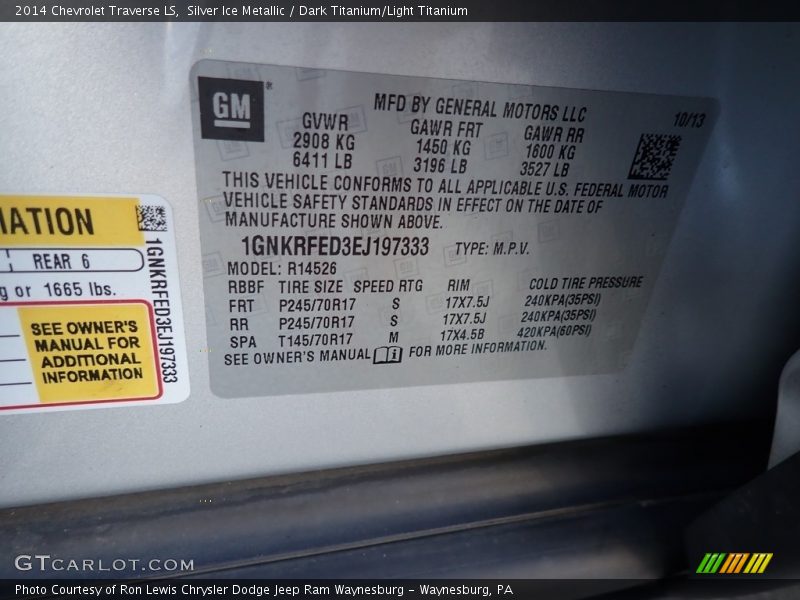 2014 Chevrolet Traverse LS, Silver Ice Metallic / Dark Titanium/Light Titanium
GM®
MFD BY GENERAL MOTORS LLC
10/13
GVWR GAWR FRT GAWR RR
2908 KG 1450 KG 1600 KG
6411 LB 3196 LB 3527 LB
THIS VEHICLE CONFORMS TO ALL APPLICABLE U.S. FEDERAL MOTOR
VEHICLE SAFETY STANDARDS IN EFFECT ON THE DATE OF
MANUFACTURE SHOWN ABOVE.
1GNKRFED3EJ197333 TYPE: M.P.V.
MODEL: R14526
RBBF TIRE SIZE SPEED RTG RIM COLD TIRE PRESSURE
FRT P245/70R17 S 17X7.5J 240KPA(35PSI)
RR P245/70R17 S 17X7.5J 240KPA(35PSI)
SPA T145/70R17 M 17X4.5B 420KPA(60PSI)
SEE OWNER'S MANUAL FOR MORE INFORMATION.
MATION
REAR 6
g or 1665 lbs.
SEE OWNER'S
MANUAL FOR
ADDITIONAL
INFORMATION
1GNKRFED3EJ197333
GTCARLOT.COM
Photo Courtesy of Ron Lewis Chrysler Dodge Jeep Ram Waynesburg – Waynesburg, PA